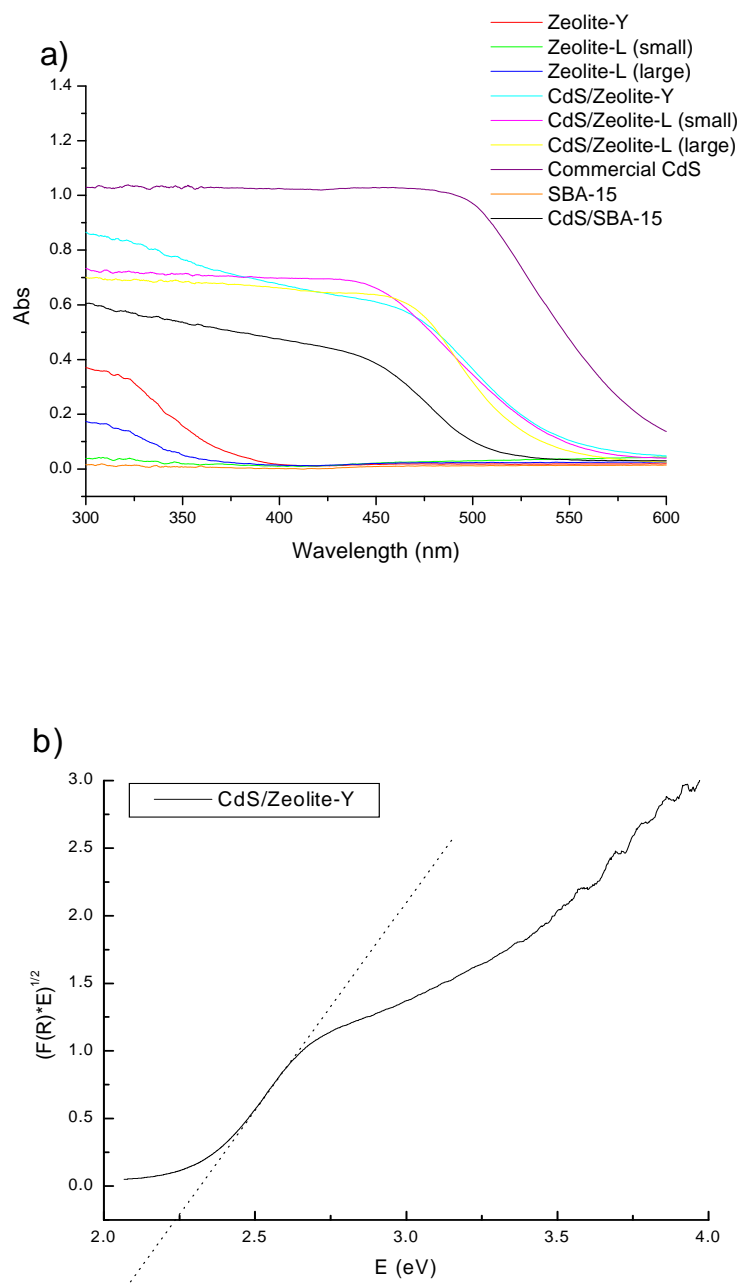 a)
Zeolite-Y
Zeolite-L (small)
Zeolite-L (large)
CdS/Zeolite-Y
CdS/Zeolite-L (small)
CdS/Zeolite-L (large)
Commercial CdS
SBA-15
CdS/SBA-15
1.4
1.2
1.0
0.8
0.6
0.4
0.2
0.0
Abs
300 350 400 450 500 550 600
Wavelength (nm)
b)
CdS/Zeolite-Y
3.0
2.5
2.0
1.5
1.0
0.5
0.0
(F(R)*E)^1/2
2.0 2.5 3.0 3.5 4.0
E (eV)